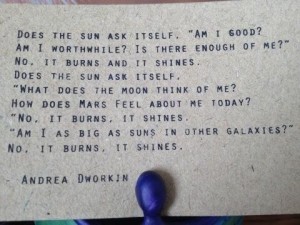 Does the sun ask itself, "Am I good?
Am I worthwhile? Is there enough of me?"
No, it burns and it shines.
Does the sun ask itself,
"What does the moon think of me?
How does Mars feel about me today?
"No, it burns, it shines.
"Am I as big as suns in other galaxies?"
No, it burns, it shines.
- Andrea Dworkin